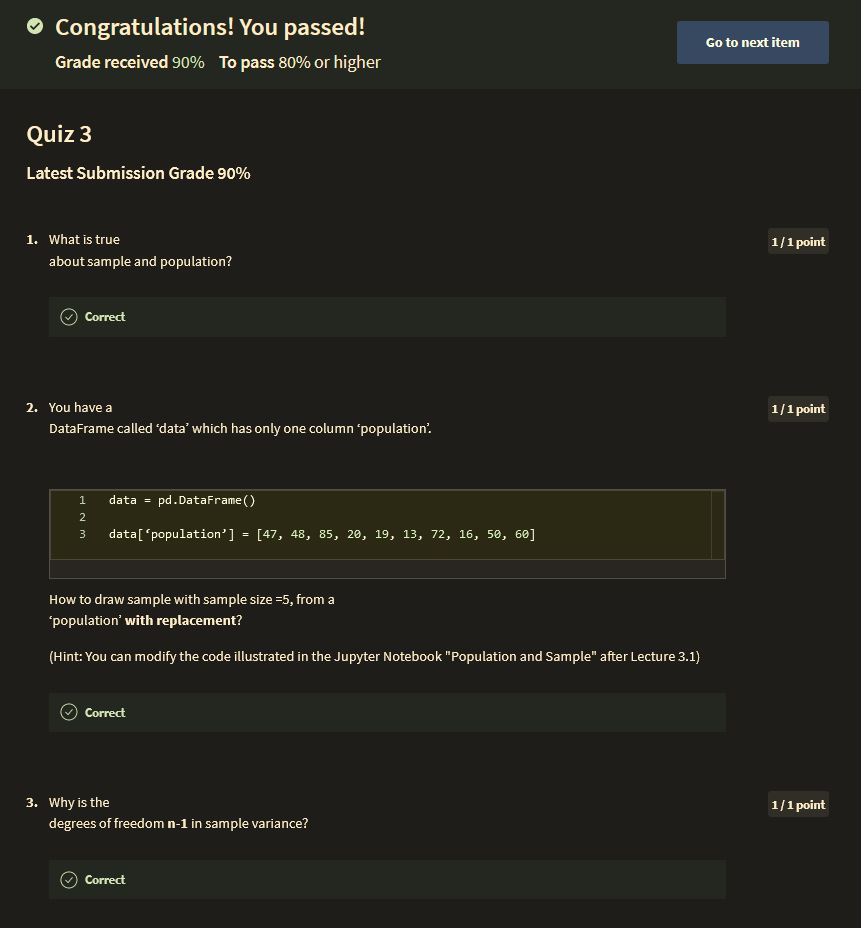 Congratulations! You passed!
Grade received 90% To pass 80% or higher
Go to next item
Quiz 3
Latest Submission Grade 90%
1. What is true
about sample and population?
1 / 1 point
Correct
2. You have a
DataFrame called ‘data’ which has only one column ‘population’.
1 / 1 point
1 data = pd.DataFrame()
2
3 data[‘population’] = [47, 48, 85, 20, 19, 13, 72, 16, 50, 60]
How to draw sample with sample size =5, from a
‘population’ with replacement?
(Hint: You can modify the code illustrated in the Jupyter Notebook "Population and Sample" after Lecture 3.1)
Correct
3. Why is the
degrees of freedom n-1 in sample variance?
1 / 1 point
Correct